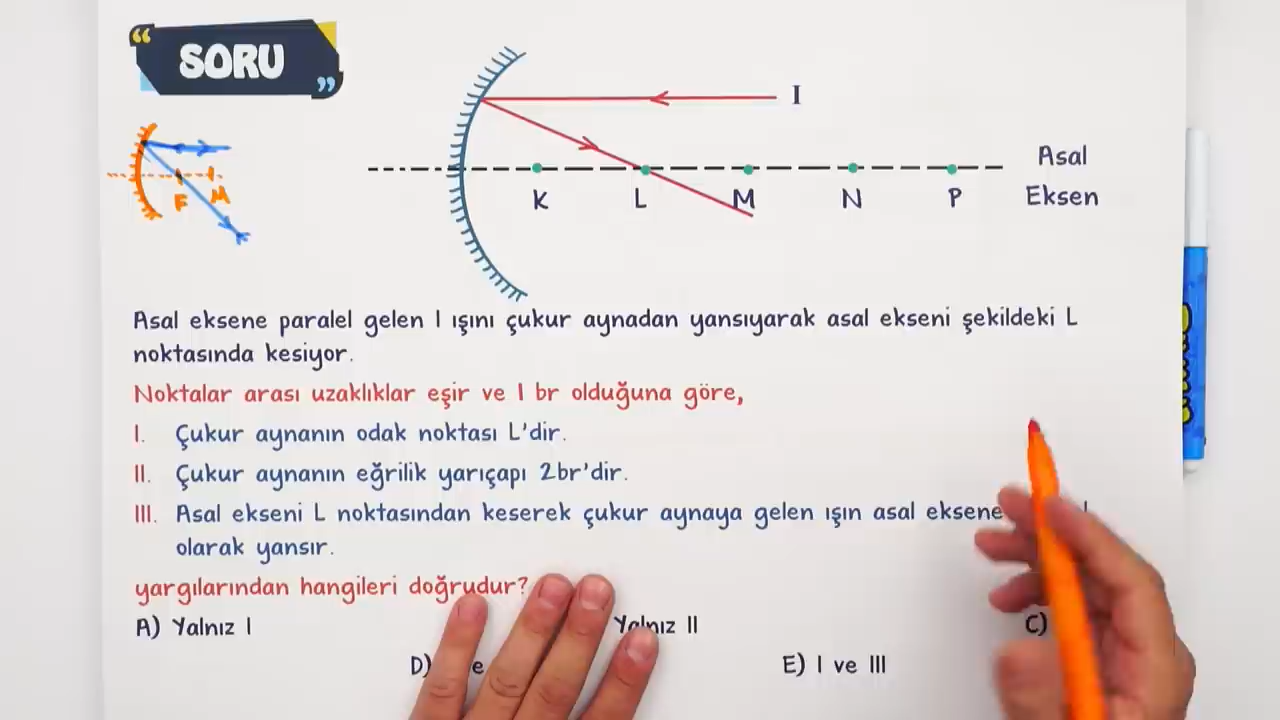 “ SORU ”
I
Asal
Eksen
K L M N P
F M
Asal eksene paralel gelen I ışını çukur aynadan yansıyarak asal ekseni şekildeki L
noktasında kesiyor.
Noktalar arası uzaklıklar eşir ve 1 br olduğuna göre,
I. Çukur aynanın odak noktası L'dir.
II. Çukur aynanın eğrilik yarıçapı 2br'dir.
III. Asal ekseni L noktasından keserek çukur aynaya gelen ışın asal eksene
olarak yansır.
yargılarından hangileri doğrudur?
A) Yalnız I Yalnız II C)
D) E) I ve III